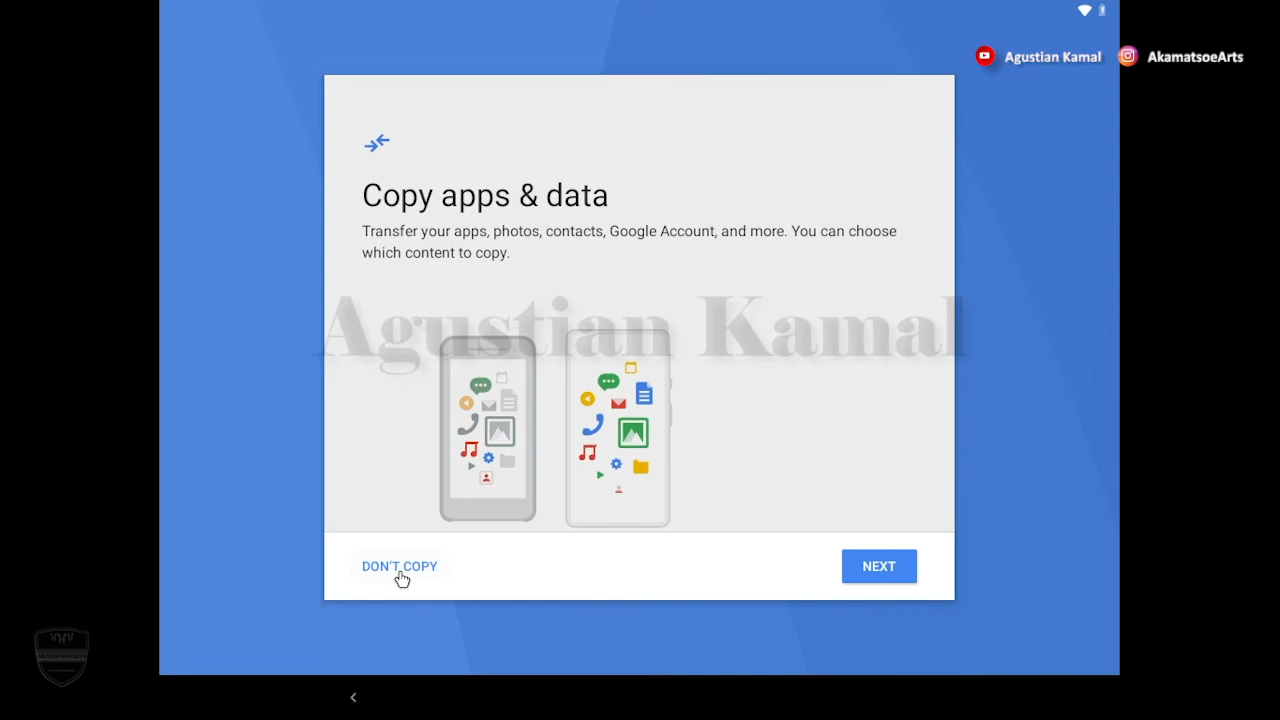 Agustian Kamal
AkamatsoeArts
Copy apps & data
Transfer your apps, photos, contacts, Google Account, and more. You can choose
which content to copy.
Agustian Kamal
DON'T COPY
NEXT